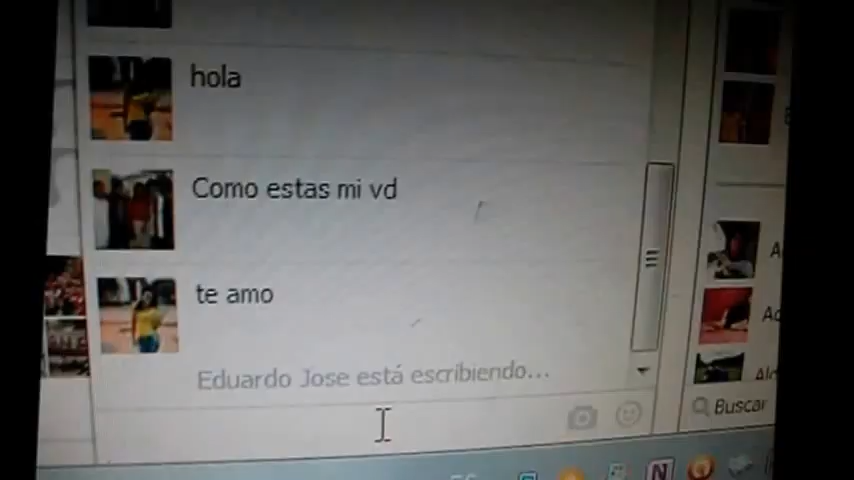 hola
Como estas mi vd
te amo
Eduardo Jose está escribiendo...
Buscar